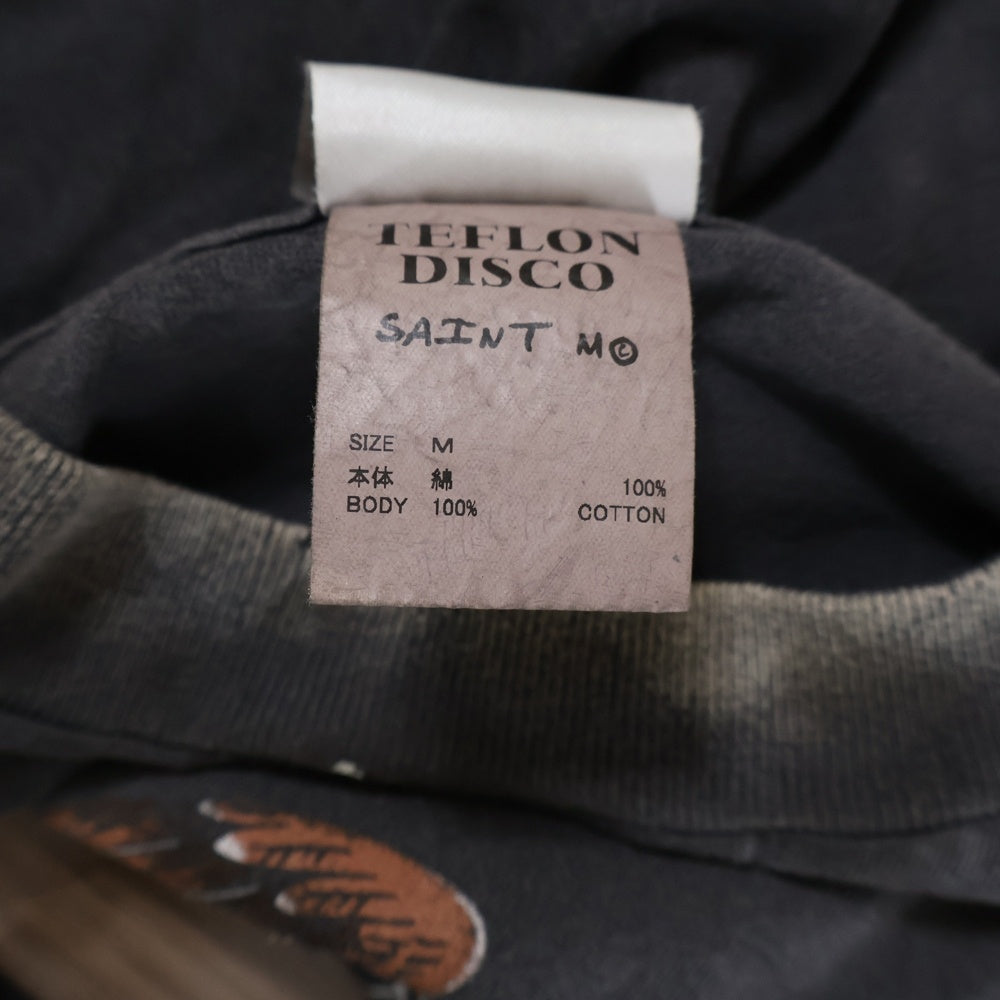 TEFLON
DISCO
SAINT M©
SIZE M
本体 綿 100%
BODY 100% COTTON